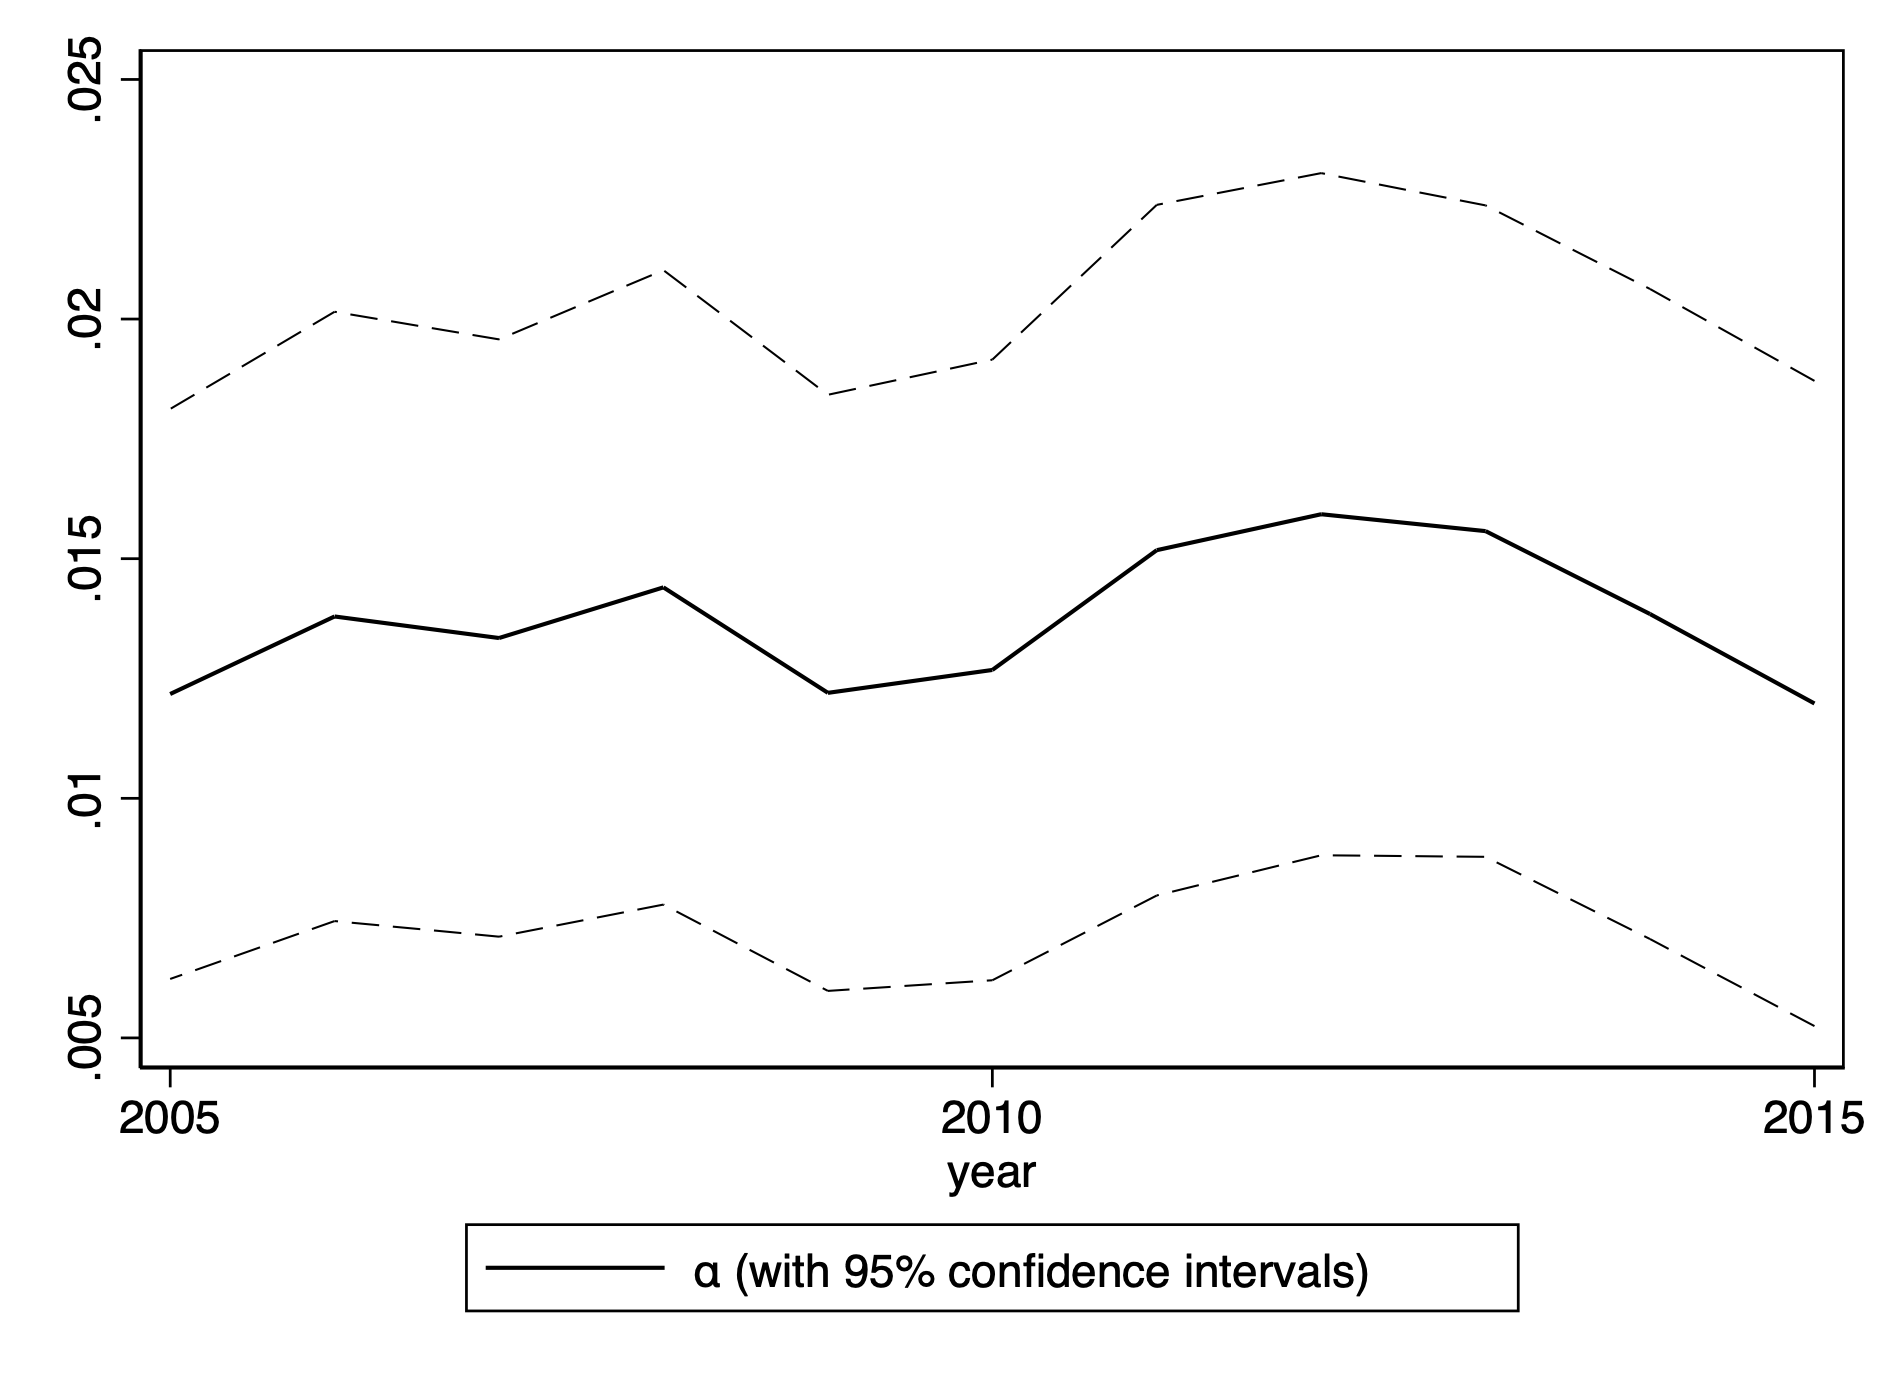 .025
.02
.015
.01
.005
2005 2010 2015
year
α (with 95% confidence intervals)